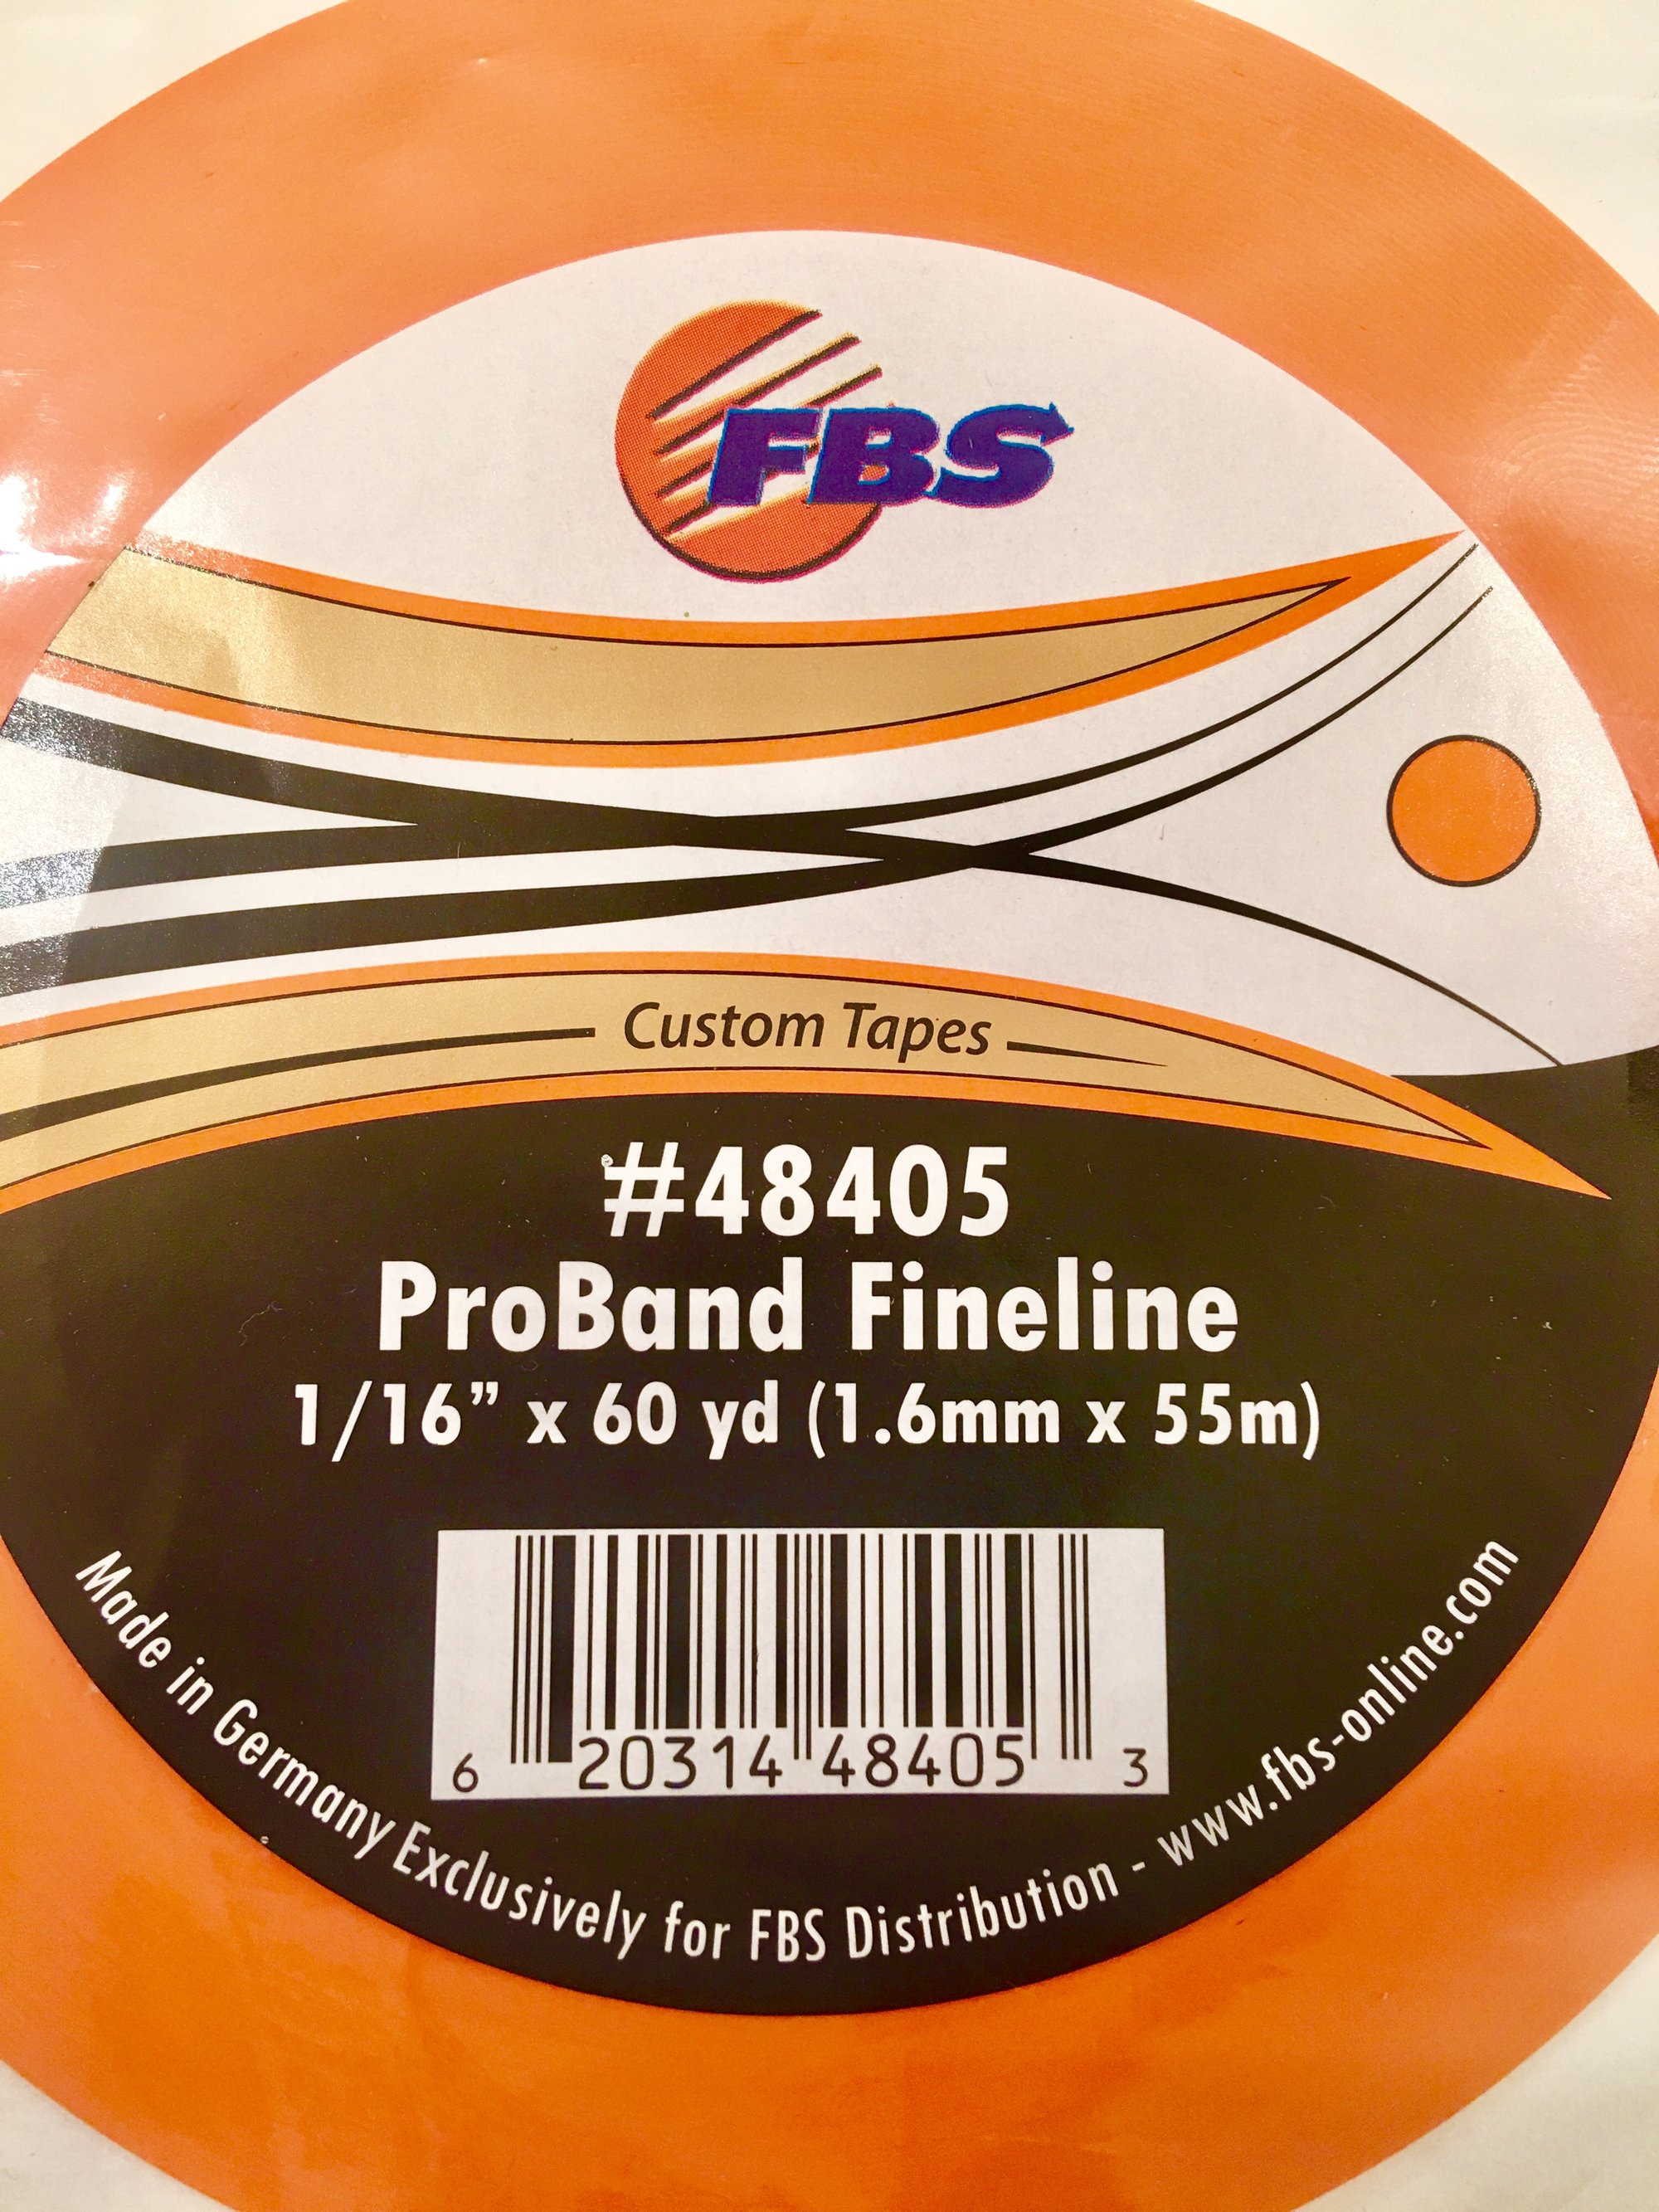 FBS
Custom Tapes
#48405
ProBand Fineline
1/16” x 60 yd (1.6mm x 55m)
6 20314 48405 3
Made in Germany Exclusively for FBS Distribution - www.fbs-online.com